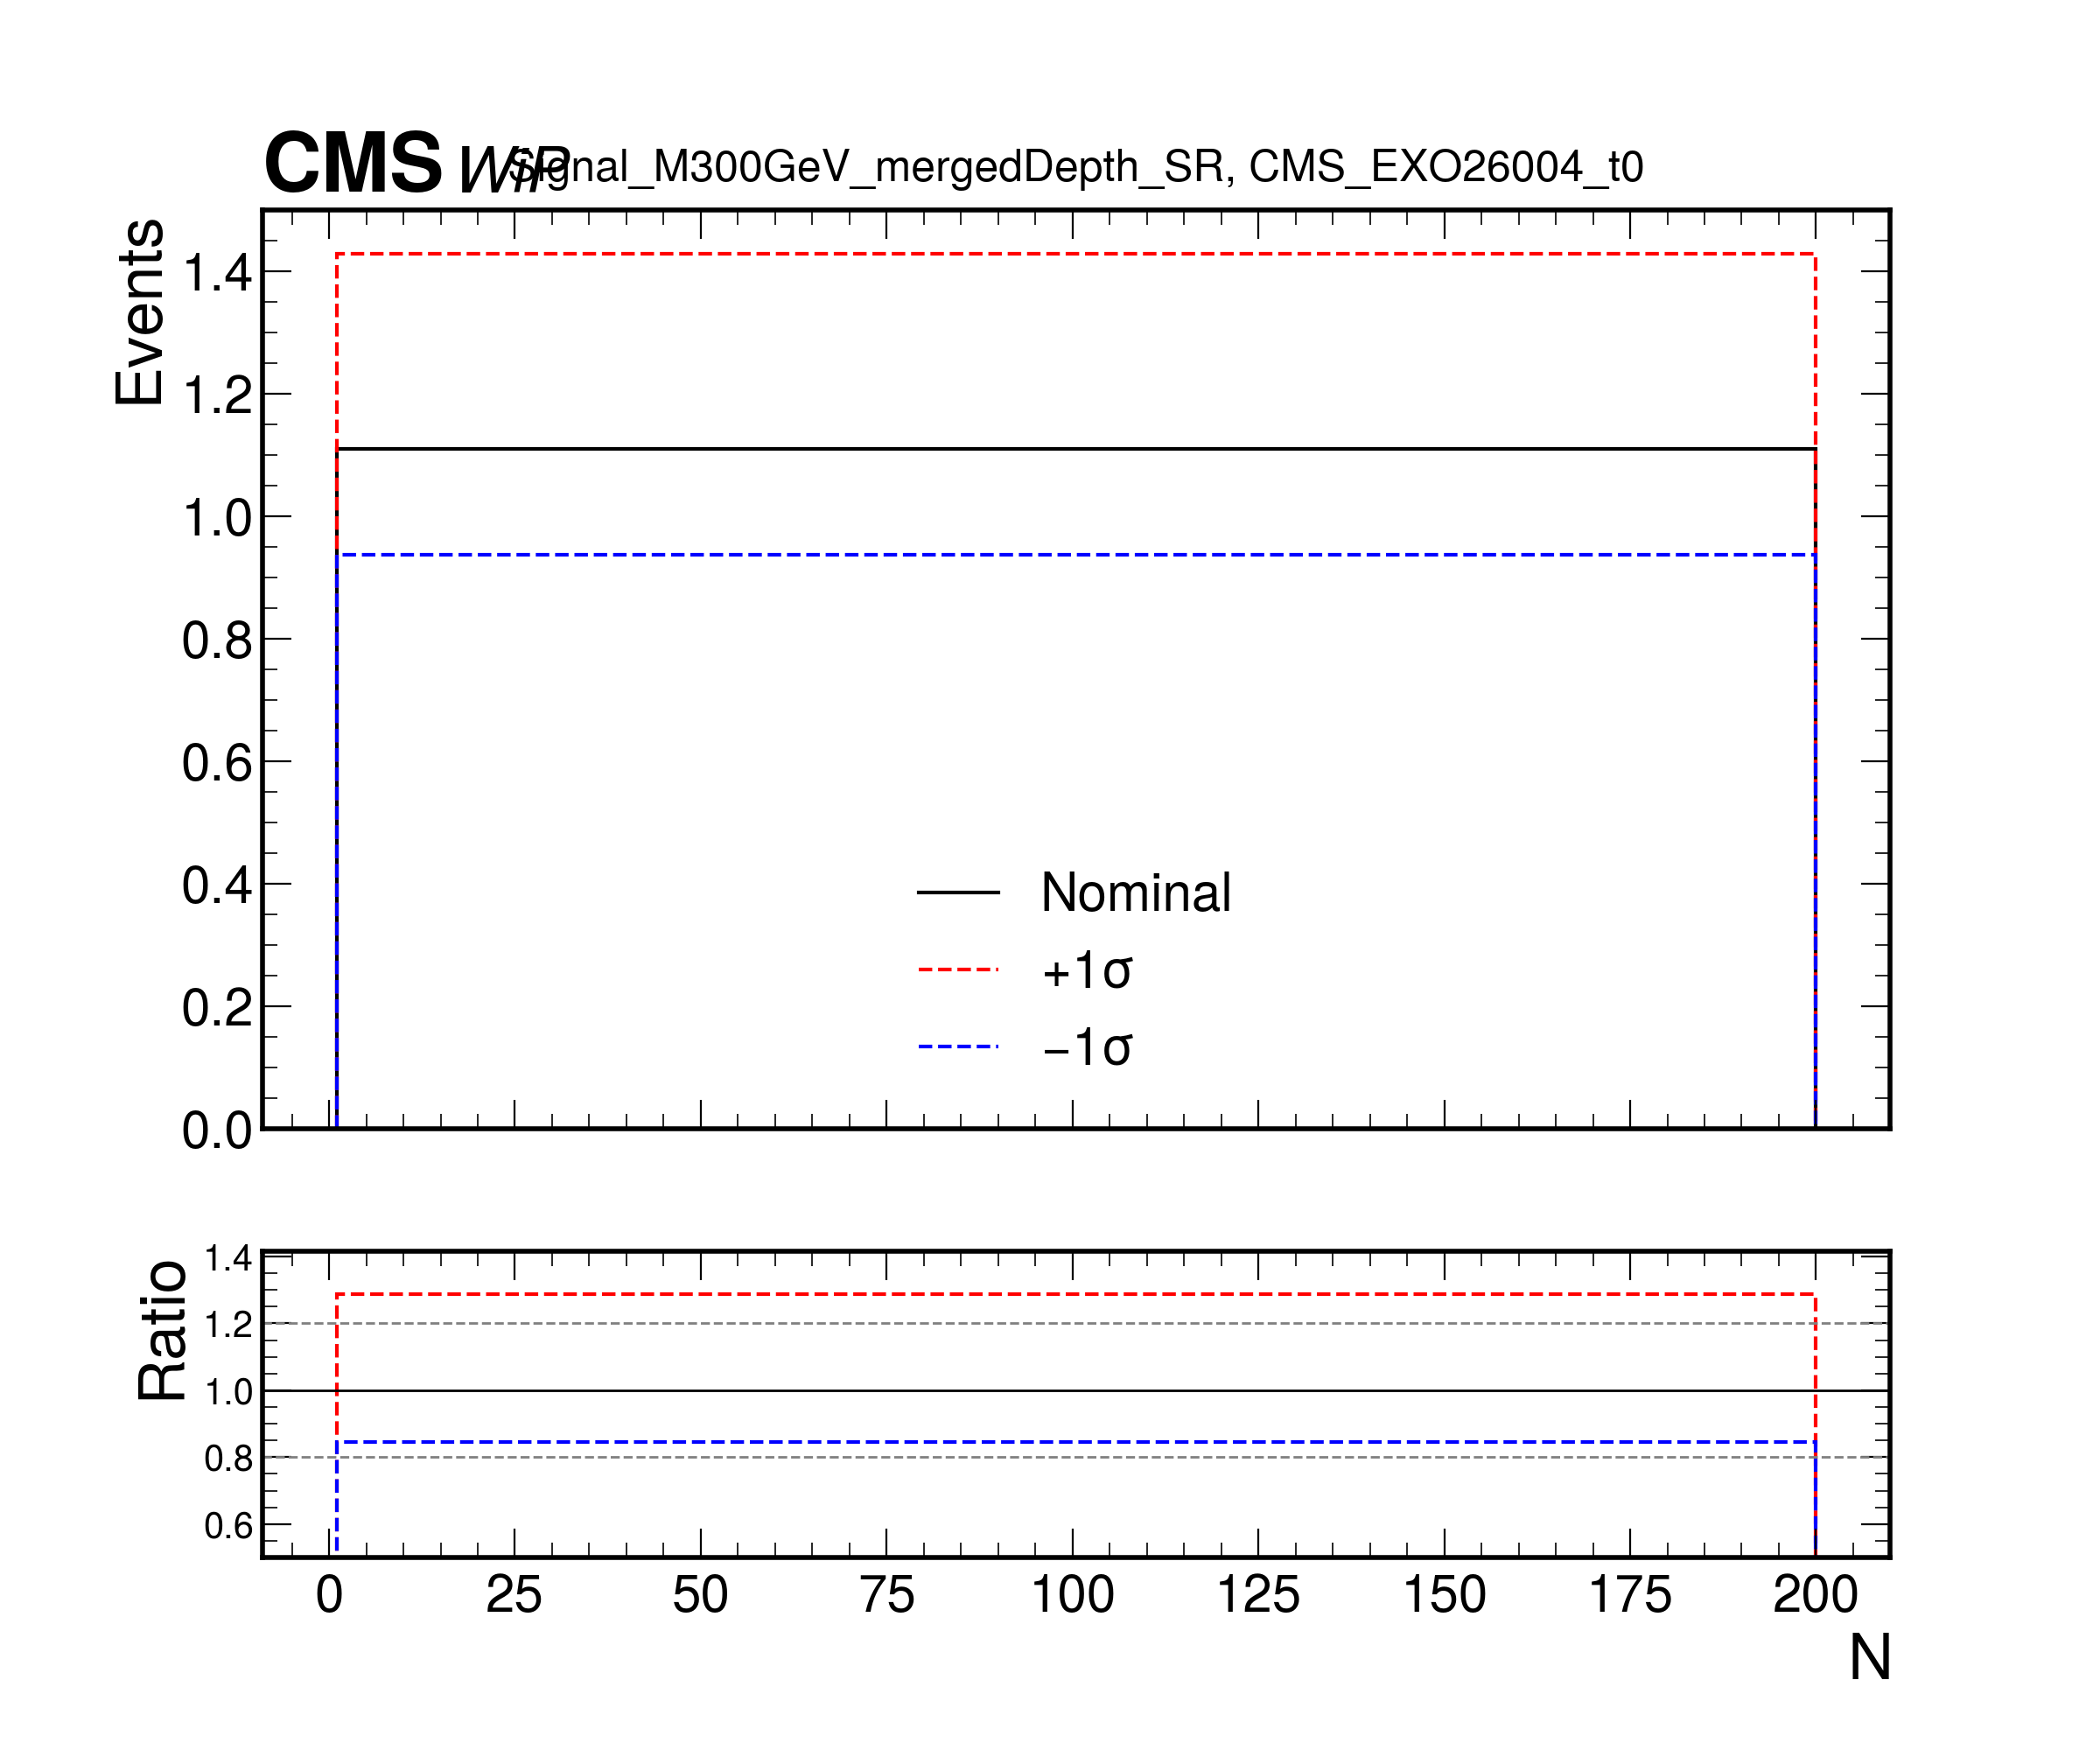 CMS WiP Signal_M300GeV_mergedDepth_SR, CMS_EXO26004_t0
Events
1.4
1.2
1.0
0.8
0.6
0.4
0.2
0.0
Nominal
+1σ
−1σ
Ratio
1.4
1.2
1.0
0.8
0.6
0 25 50 75 100 125 150 175 200
N